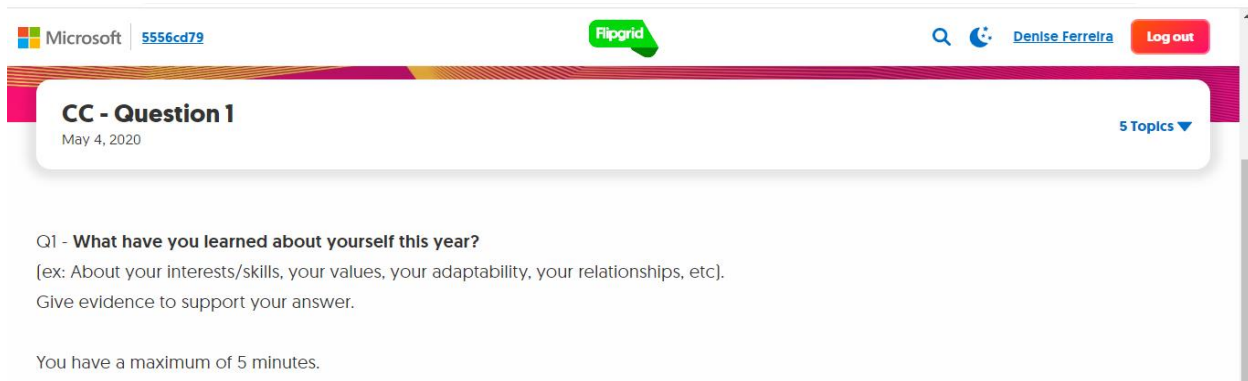 Microsoft 5556cd79 Flipgrid Denise Ferreira Log out
CC - Question 1
May 4, 2020
5 Topics
Q1 - What have you learned about yourself this year?
(ex: About your interests/skills, your values, your adaptability, your relationships, etc).
Give evidence to support your answer.
You have a maximum of 5 minutes.